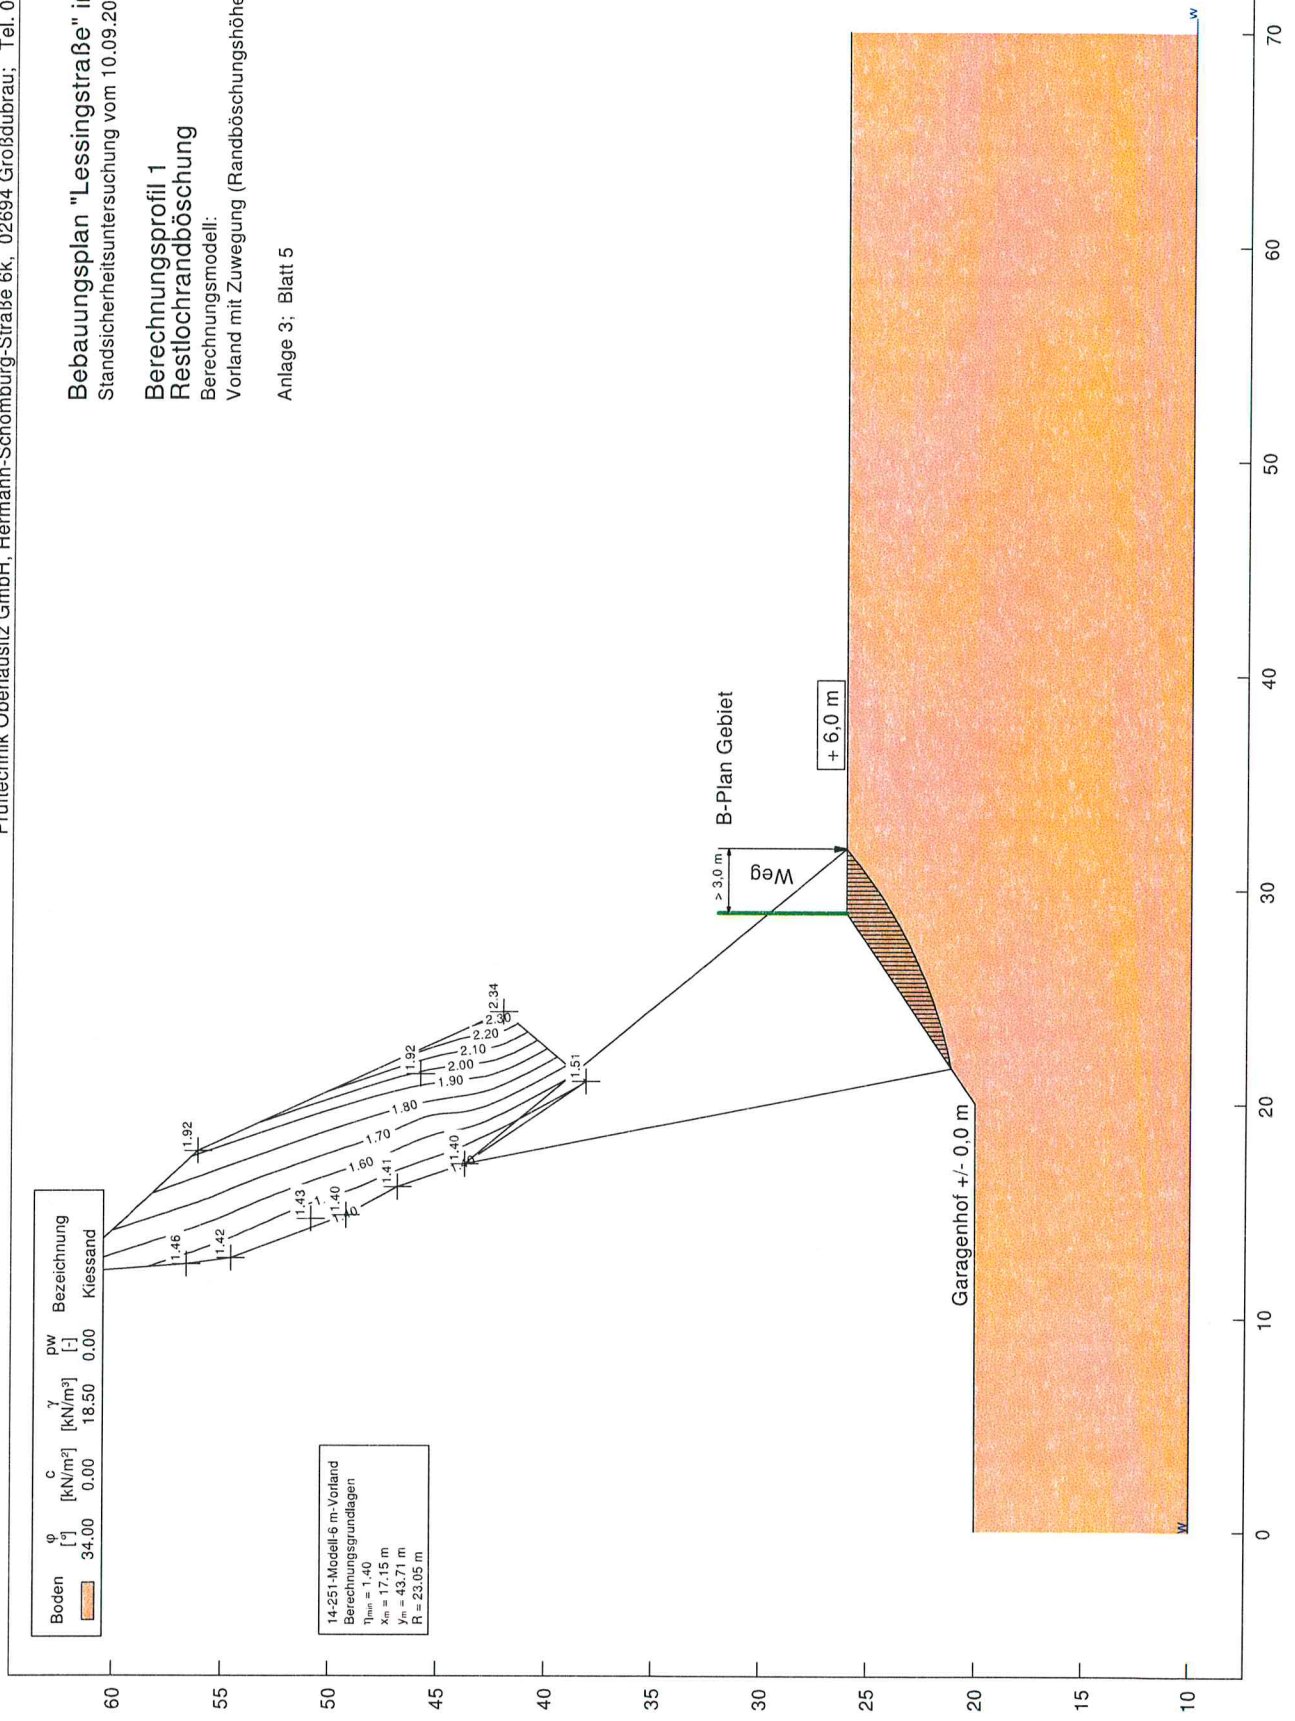 Prüftechnik Oberlausitz GmbH, Hermann-Schomburg-Straße 6k, 02694 Großdubrau; Tel. 0
Bebauungsplan "Lessingstraße" i
Standsicherheitsuntersuchung vom 10.09.20
Berechnungsprofil 1
Restlochrandböschung
Berechnungsmodell:
Vorland mit Zuwegung (Randböschungshöhe
Anlage 3; Blatt 5
Boden φ c γ pw Bezeichnung
[°] [kN/m²] [kN/m³] [-]
34.00 0.00 18.50 0.00 Kiessand
14-251-Modell-6 m-Vorland
Berechnungsgrundlagen
ηmin = 1.40
xm = 17.15 m
ym = 43.71 m
R = 23.05 m
1.46
1.42
1.43
1.40
1.40
1.41
1.40
1.51
1.92
1.92
2.34
1.60
1.70
1.80
1.90
2.00
2.10
2.20
2.30
B-Plan Gebiet
> 3,0 m
Weg
+ 6,0 m
Garagenhof +/- 0,0 m
w
w
60
55
50
45
40
35
30
25
20
15
10
0 10 20 30 40 50 60 70